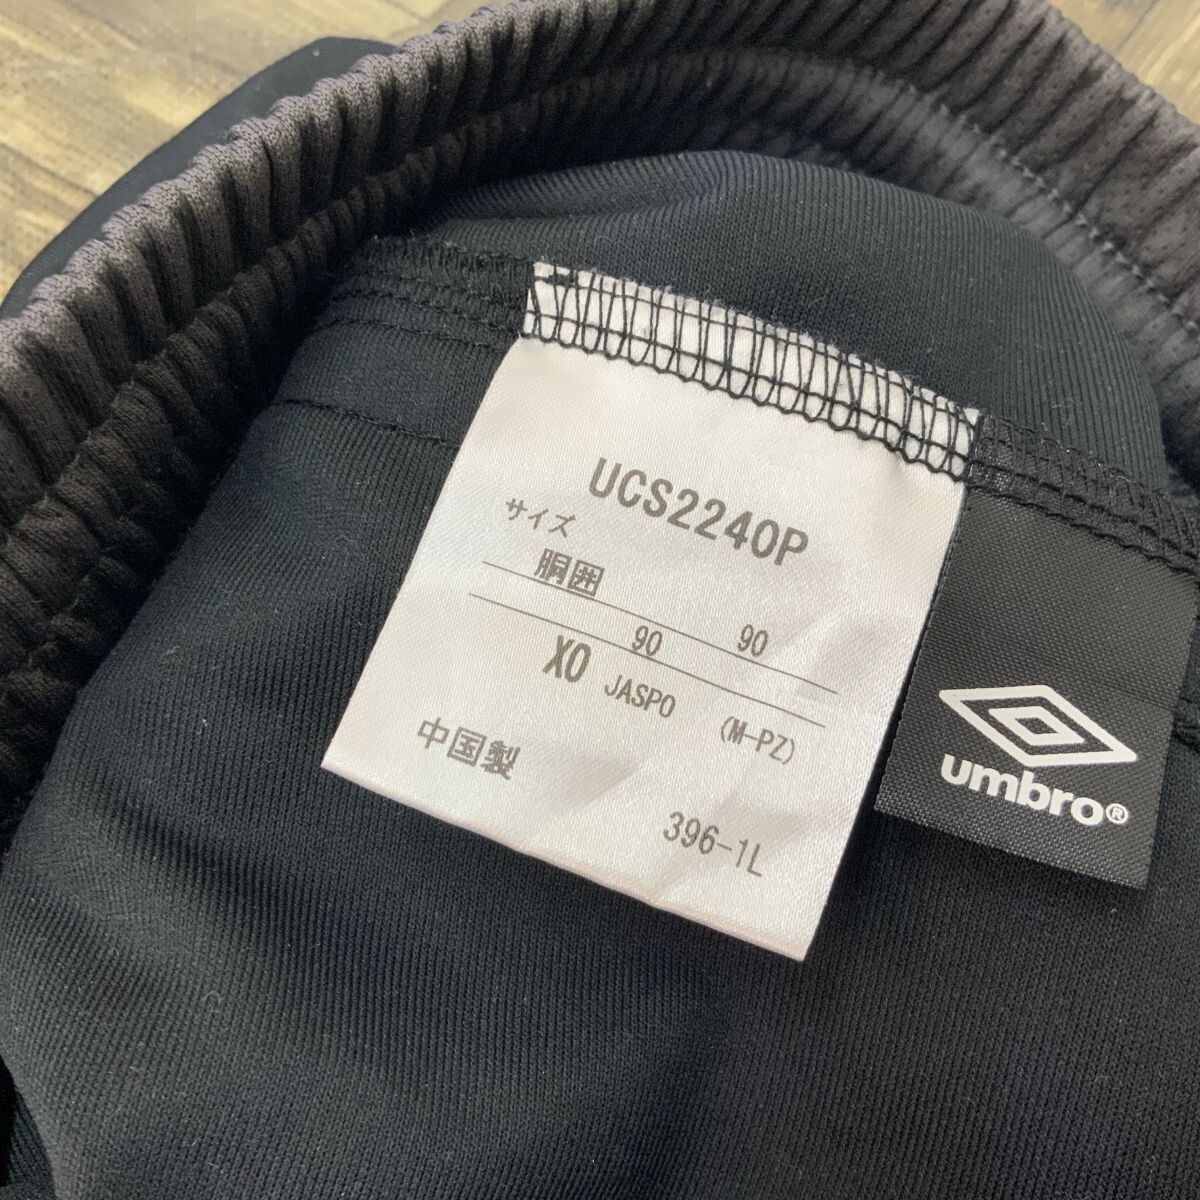 UCS2240P
サイズ
胴囲 90 90
XO JASPO (M-PZ)
中国製
396-1L
umbro®